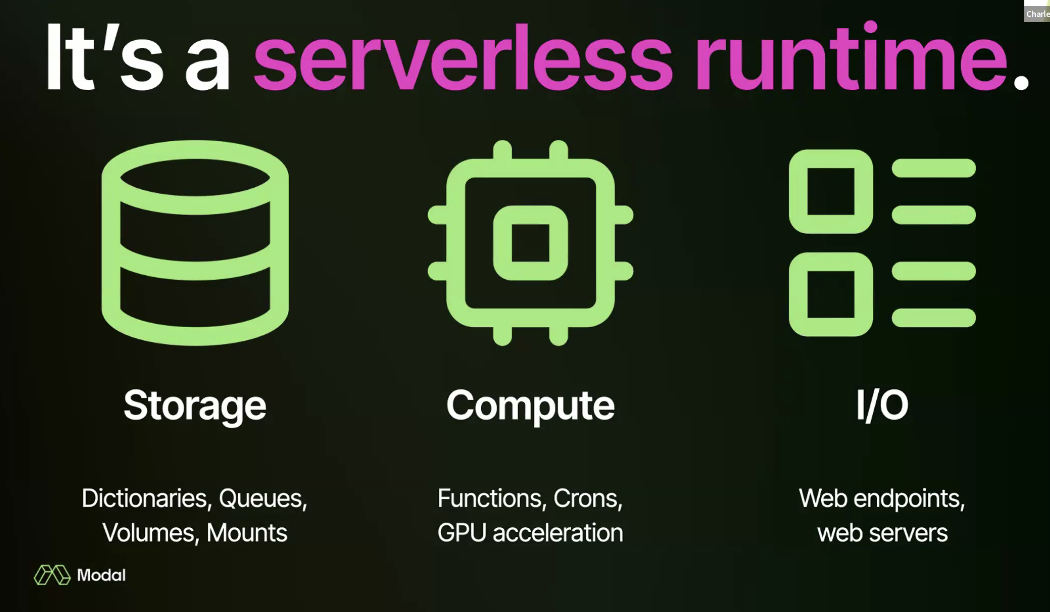 Charle
It's a serverless runtime.
Storage
Compute
I/O
Dictionaries, Queues,
Volumes, Mounts
Functions, Crons,
GPU acceleration
Web endpoints,
web servers
Modal